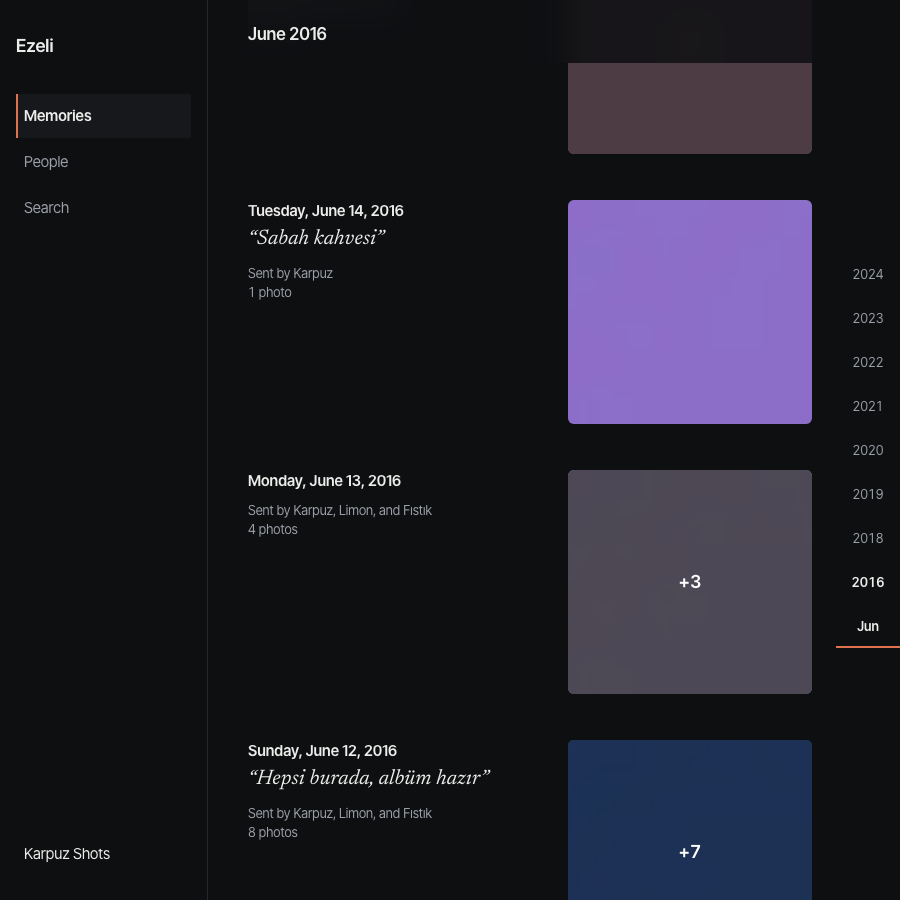 Ezeli
Memories
People
Search
Karpuz Shots
June 2016
Tuesday, June 14, 2016
“Sabah kahvesi”
Sent by Karpuz
1 photo
Monday, June 13, 2016
Sent by Karpuz, Limon, and Fıstık
4 photos
+3
Sunday, June 12, 2016
“Hepsi burada, albüm hazır”
Sent by Karpuz, Limon, and Fıstık
8 photos
+7
2024
2023
2022
2021
2020
2019
2018
2016
Jun